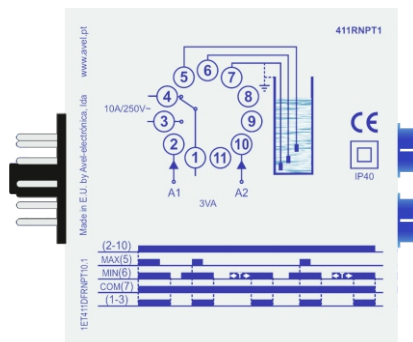 411RNPT1
www.avel.pt
Made in E.U. by Avel-electrónica, lda
1ET411DFRNPT10.1
5
6
7
4
8
10A/250V~
3
9
2
10
1
11
A1
A2
3VA
CE
IP40
(2-10)
MAX(5)
MIN(6)
COM(7)
(1-3)